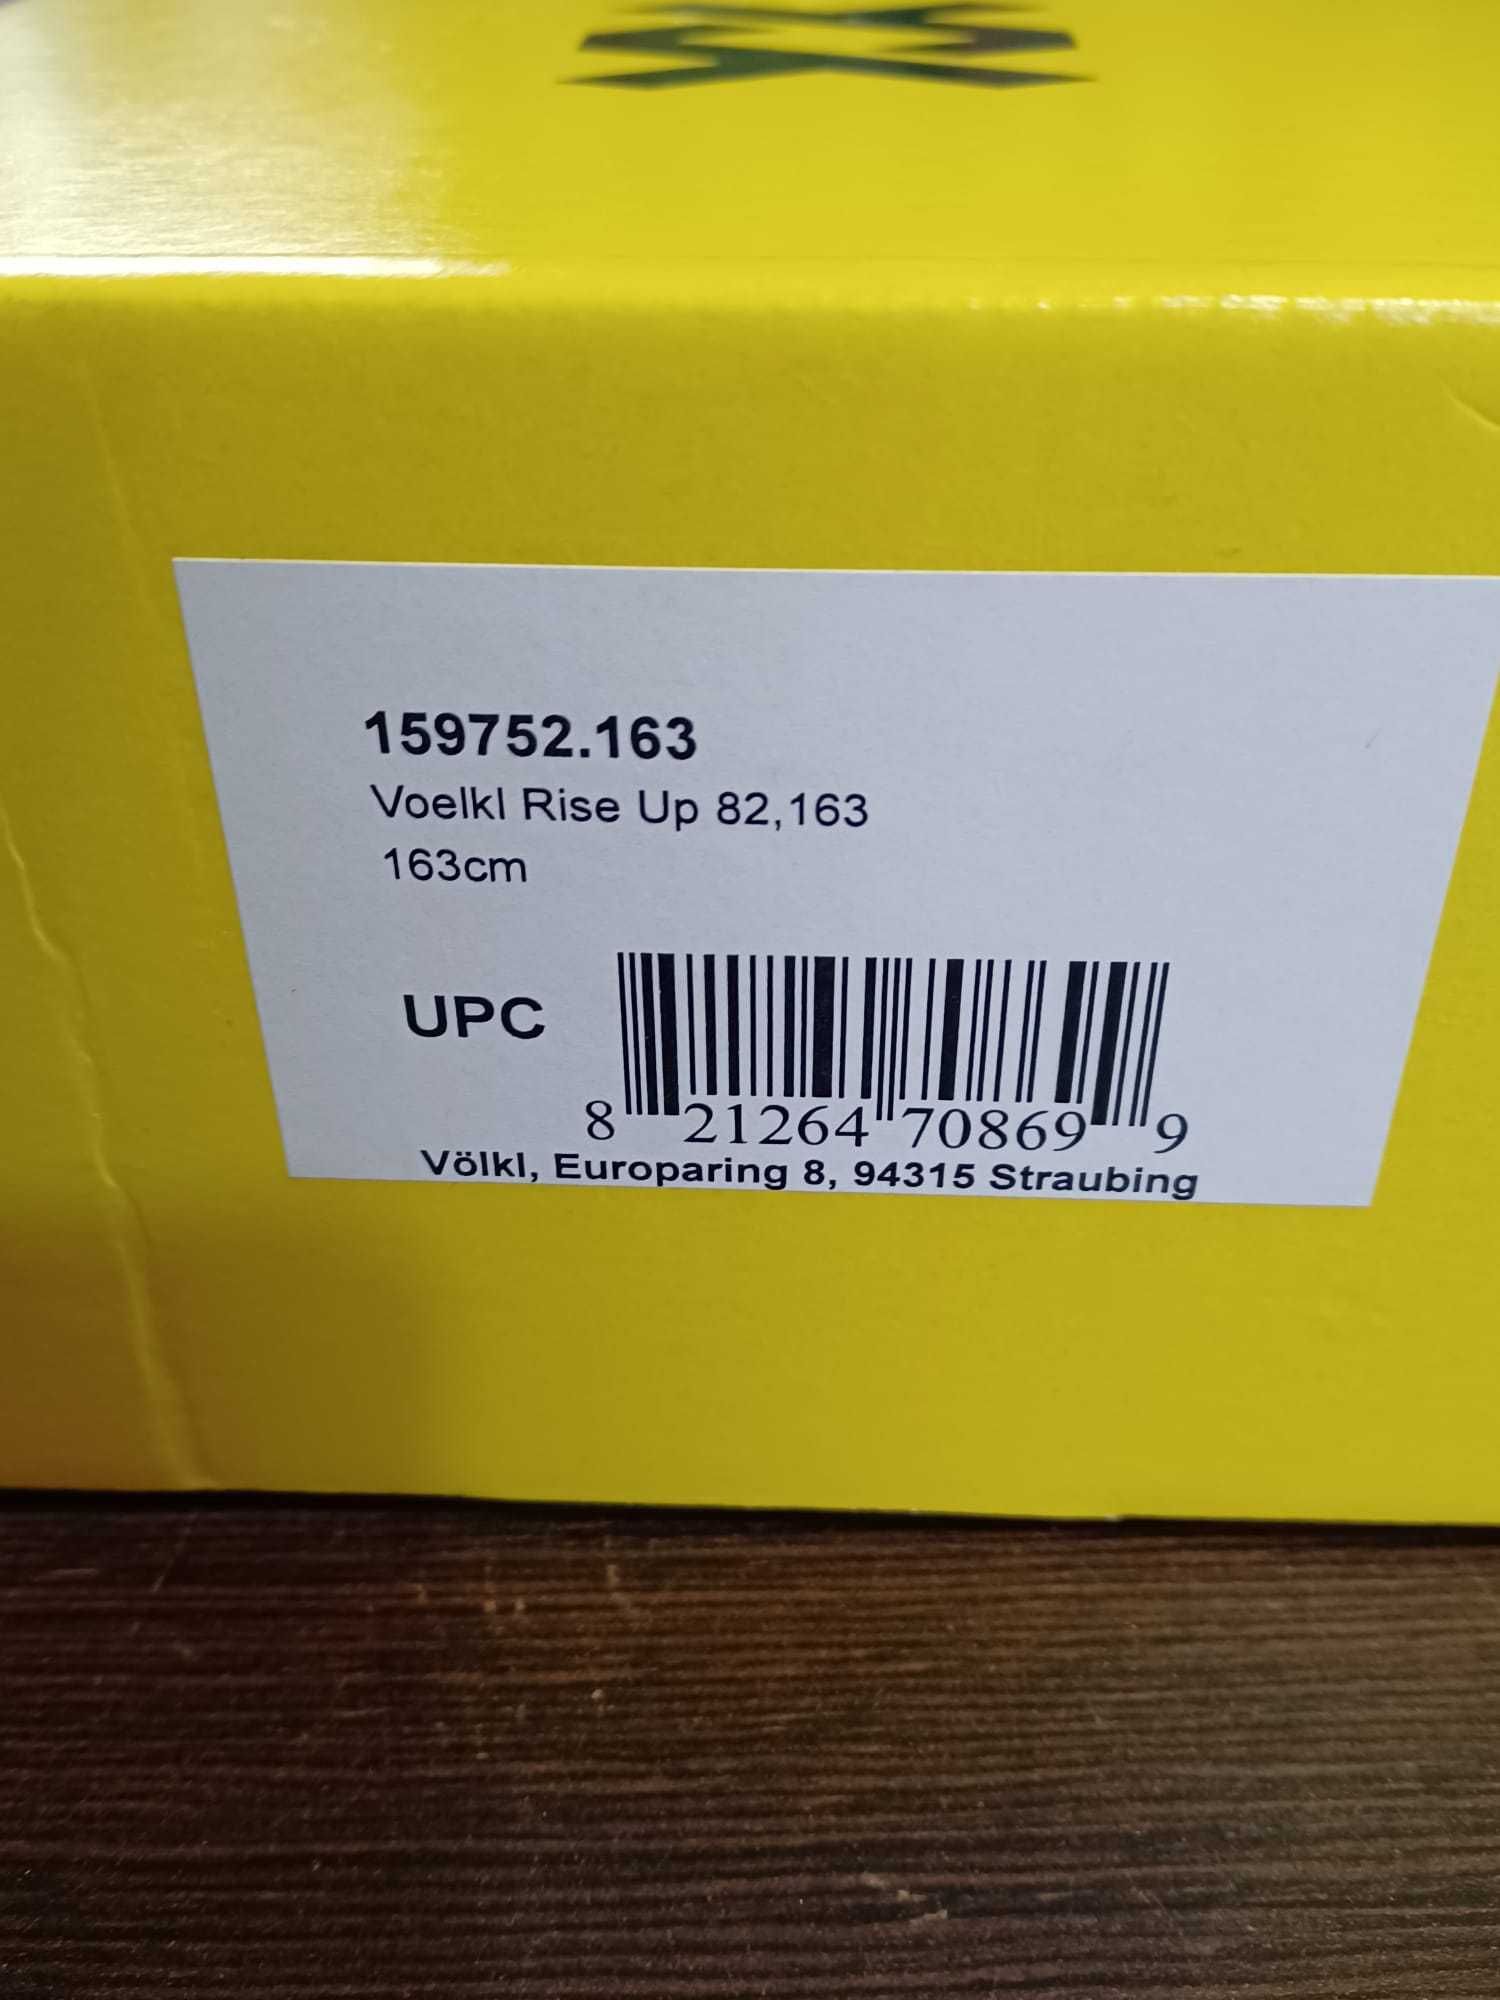 159752.163
Voelkl Rise Up 82,163
163cm
UPC
8 21264 70869 9
Völkl, Europaring 8, 94315 Straubing